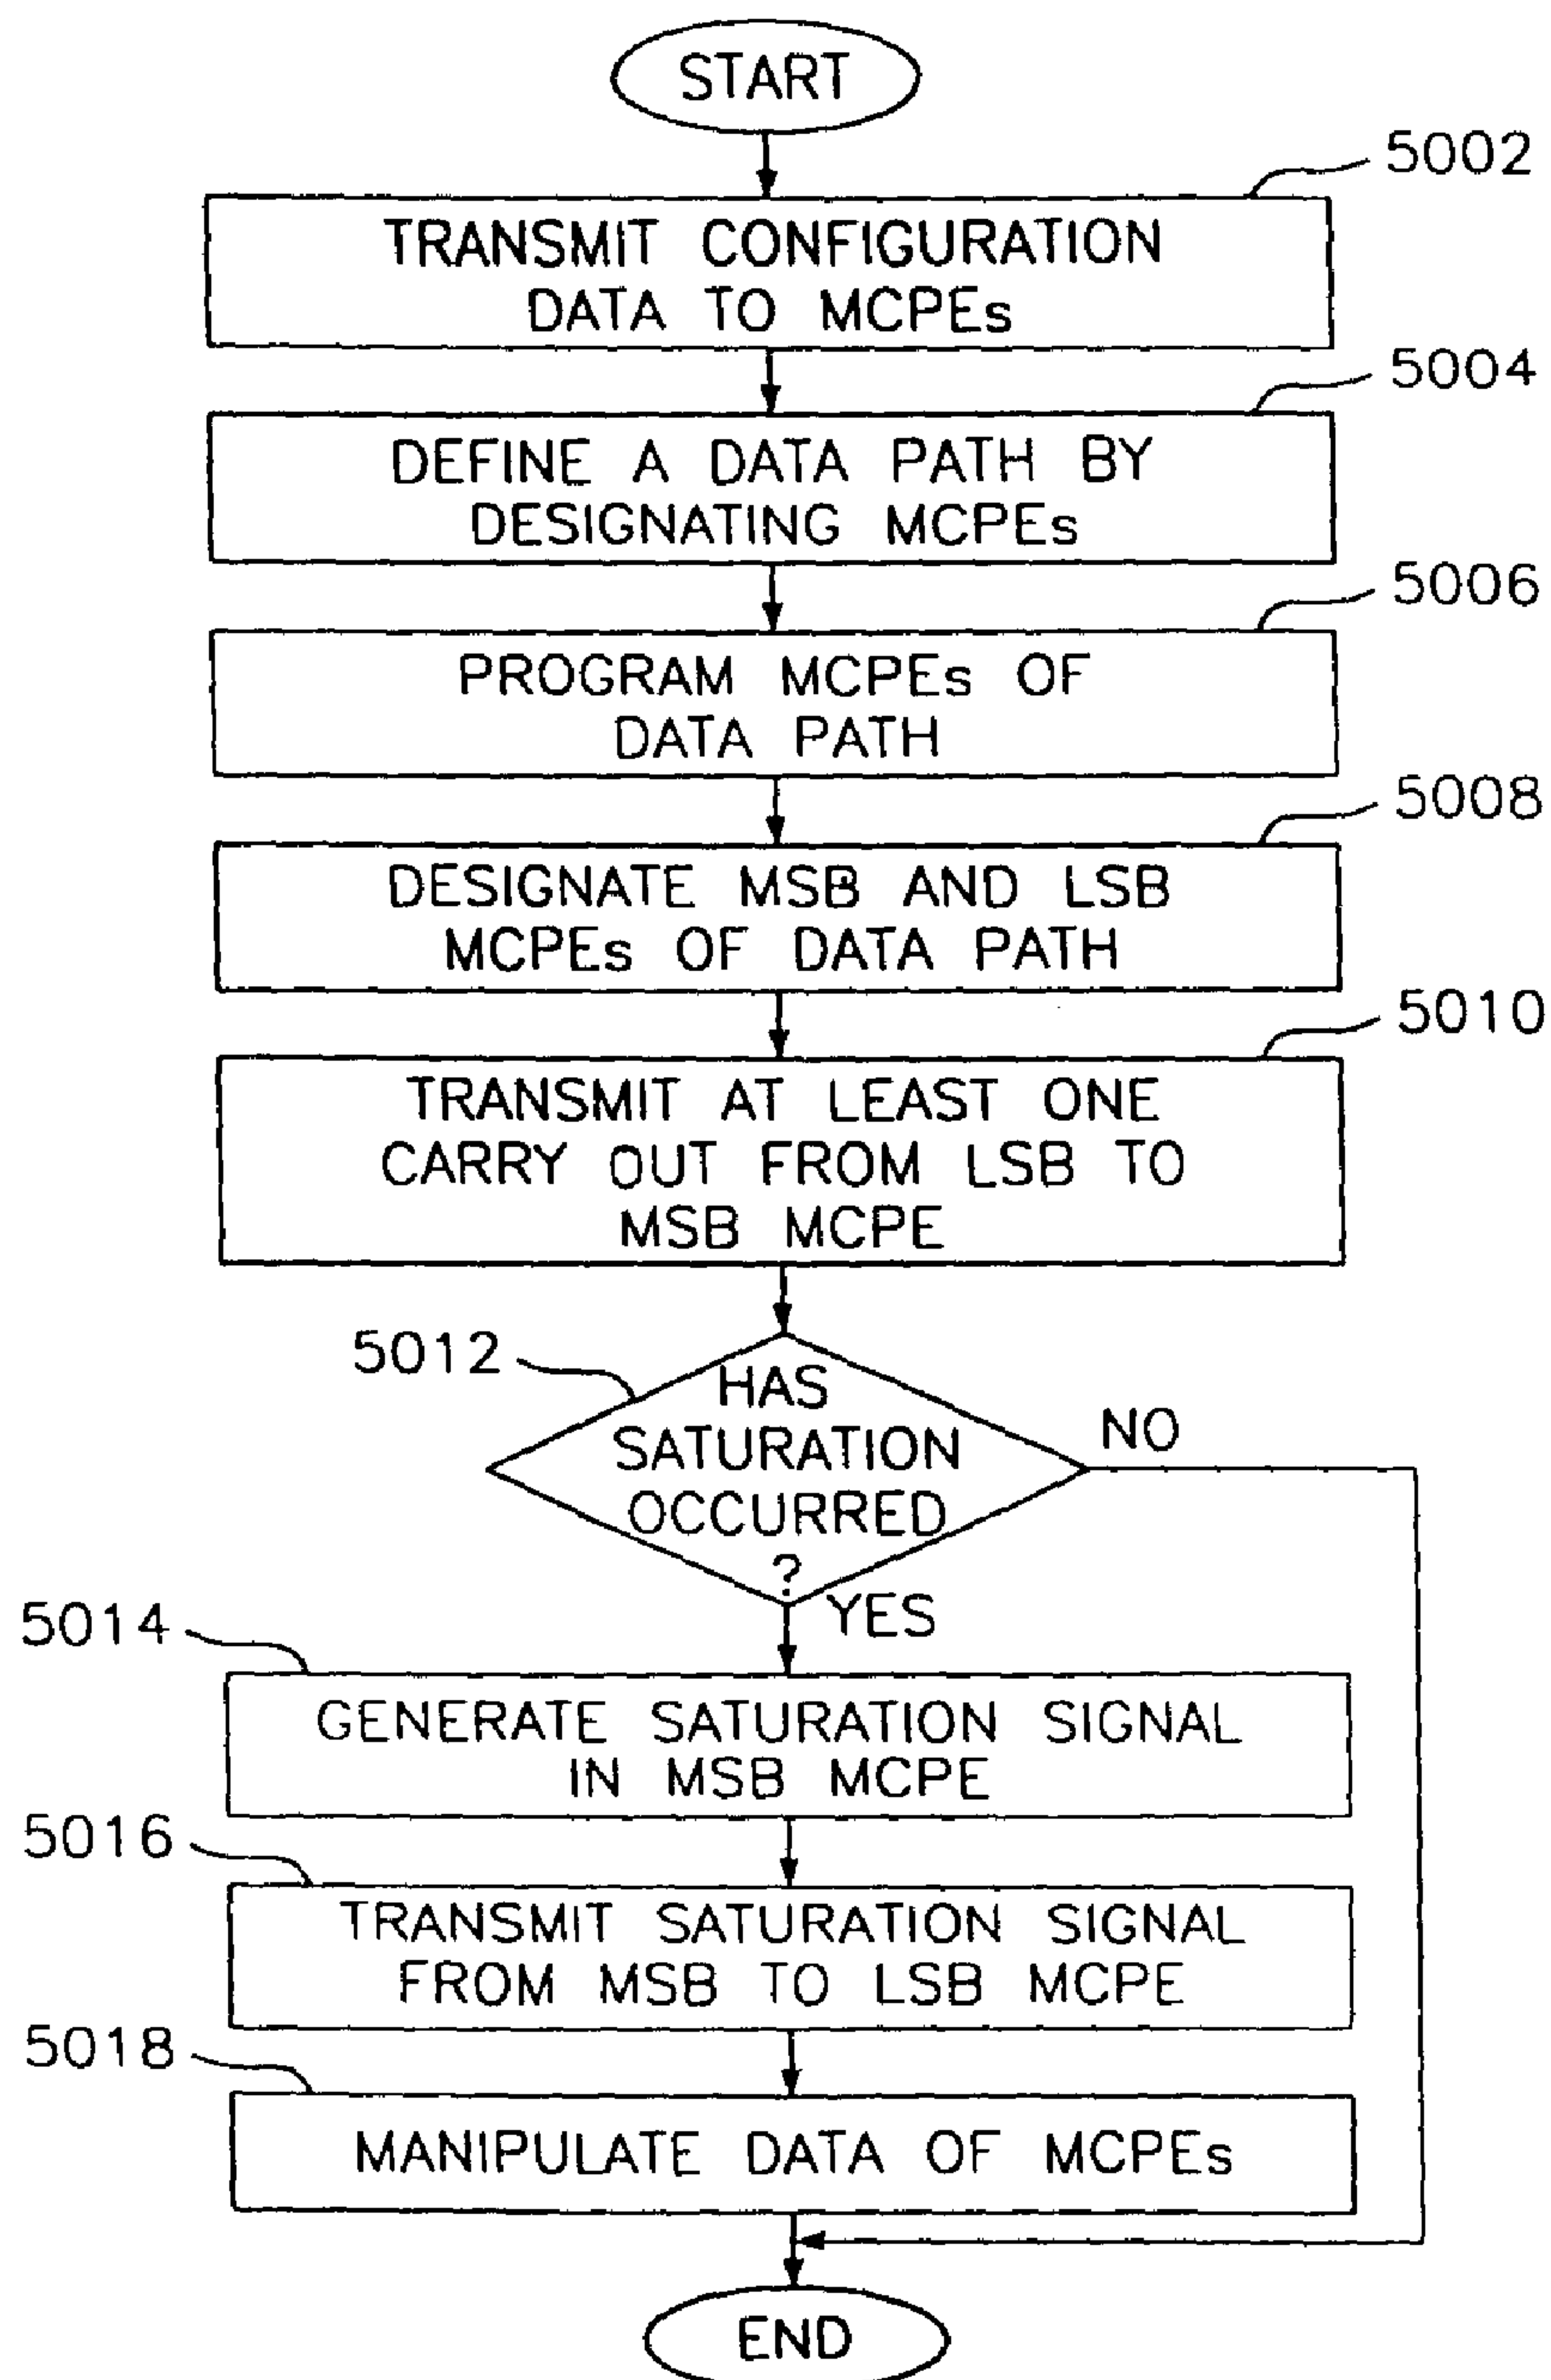 START
5002
TRANSMIT CONFIGURATION
DATA TO MCPEs
5004
DEFINE A DATA PATH BY
DESIGNATING MCPEs
5006
PROGRAM MCPEs OF
DATA PATH
5008
DESIGNATE MSB AND LSB
MCPEs OF DATA PATH
5010
TRANSMIT AT LEAST ONE
CARRY OUT FROM LSB TO
MSB MCPE
5012
HAS
SATURATION
OCCURRED
?
NO
YES
5014
GENERATE SATURATION SIGNAL
IN MSB MCPE
5016
TRANSMIT SATURATION SIGNAL
FROM MSB TO LSB MCPE
5018
MANIPULATE DATA OF MCPEs
END